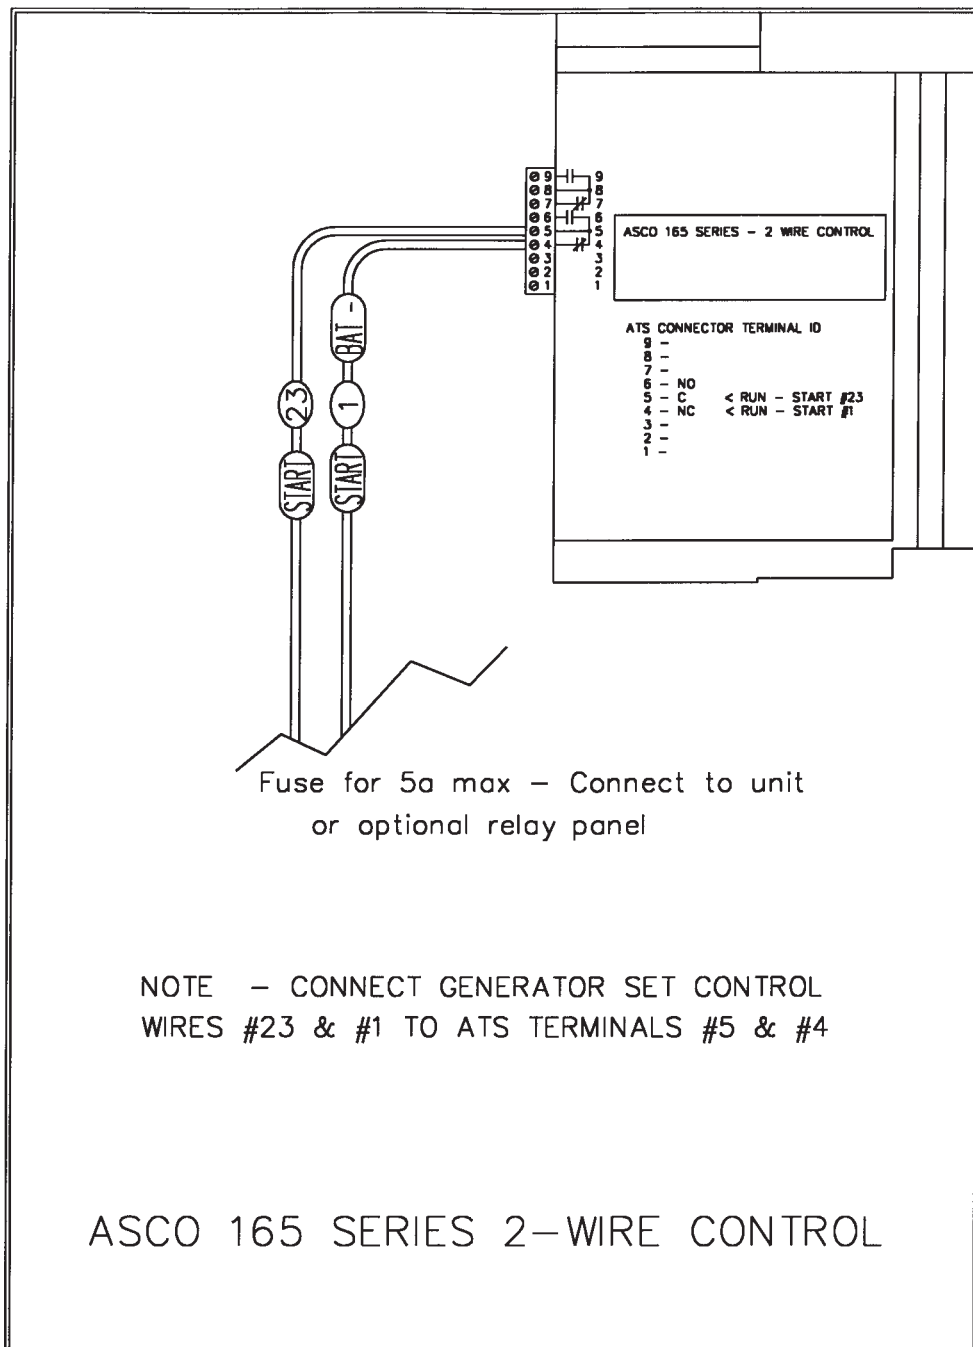 9 9
8 8
7 7
6 6
5 5
4 4
3 3
2 2
1 1
ASCO 165 SERIES - 2 WIRE CONTROL
ATS CONNECTOR TERMINAL ID
9 -
8 -
7 -
6 - NO
5 - C < RUN - START #23
4 - NC < RUN - START #1
3 -
2 -
1 -
BAT -
23
1
START
START
Fuse for 5a max - Connect to unit
or optional relay panel
NOTE - CONNECT GENERATOR SET CONTROL
WIRES #23 & #1 TO ATS TERMINALS #5 & #4
ASCO 165 SERIES 2-WIRE CONTROL